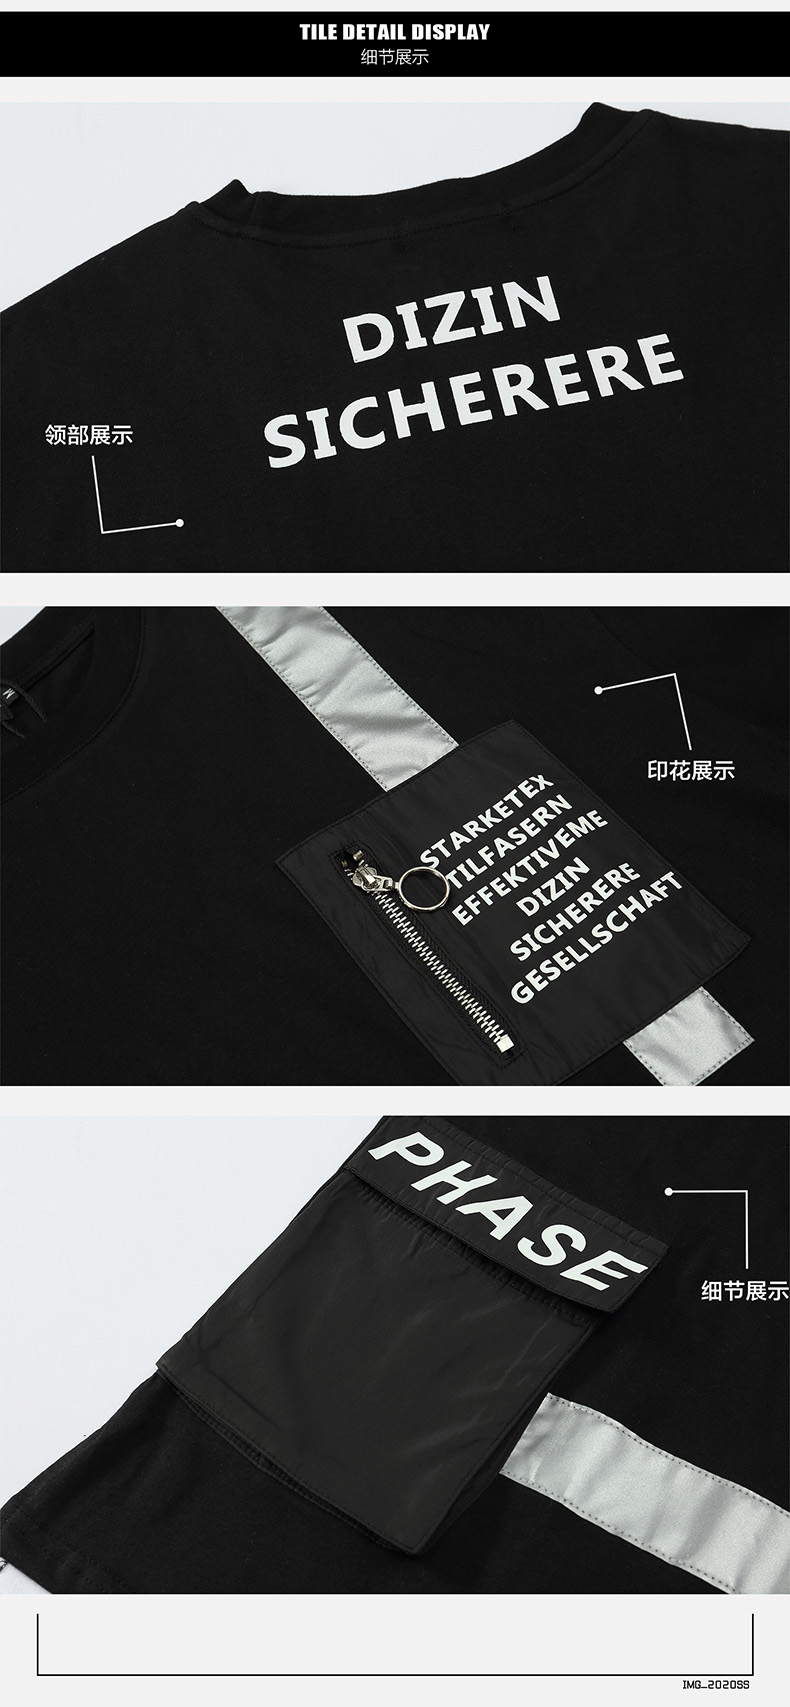 TILE DETAIL DISPLAY
细节展示
DIZIN
SICHERERE
领部展示
印花展示
STARKETEX
TILFASERN
EFFEKTIVEME
DIZIN
SICHERERE
GESELLSCHAFT
PHASE
细节展示
IMG_2020SS